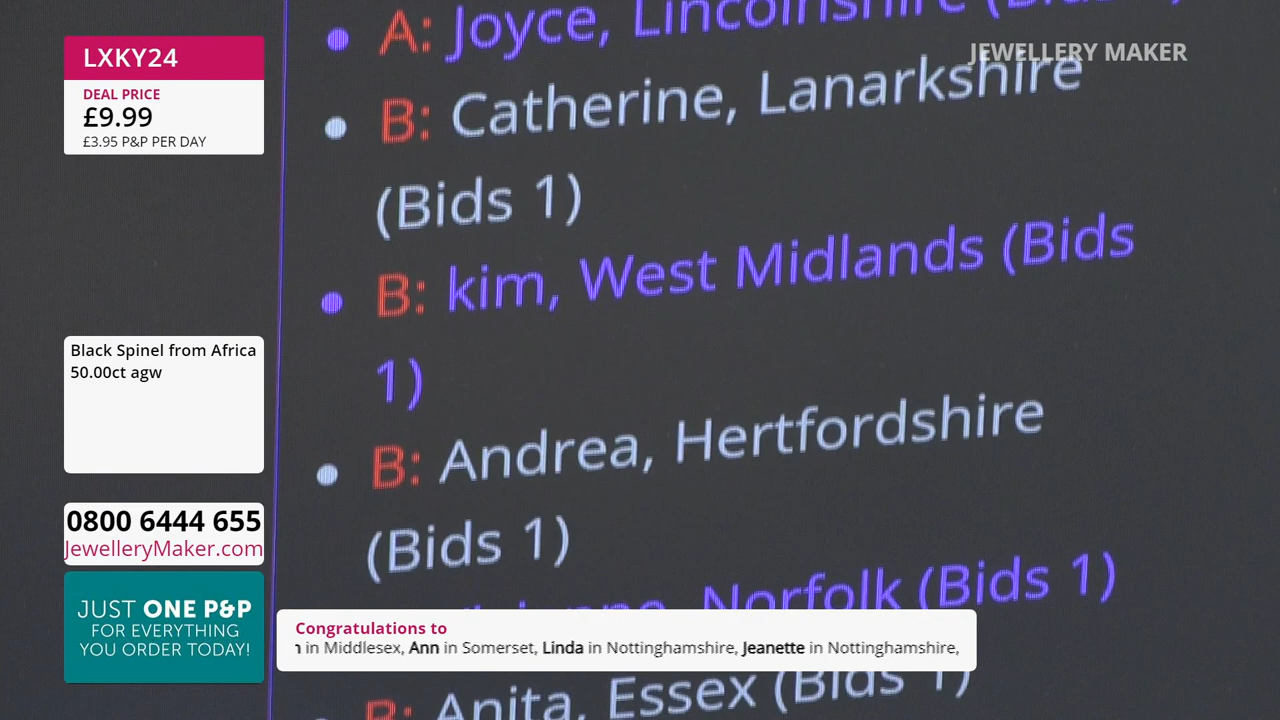 LXKY24
DEAL PRICE
£9.99
£3.95 P&P PER DAY
JEWELLERY MAKER
A: Joyce, Lincolnshire
B: Catherine, Lanarkshire
(Bids 1)
B: kim, West Midlands (Bids
1)
B: Andrea, Hertfordshire
(Bids 1)
Norfolk (Bids 1)
B: Anita, Essex (Bids 1)
Black Spinel from Africa
50.00ct agw
0800 6444 655
JewelleryMaker.com
JUST ONE P&P
FOR EVERYTHING
YOU ORDER TODAY!
Congratulations to
in Middlesex, Ann in Somerset, Linda in Nottinghamshire, Jeanette in Nottinghamshire,